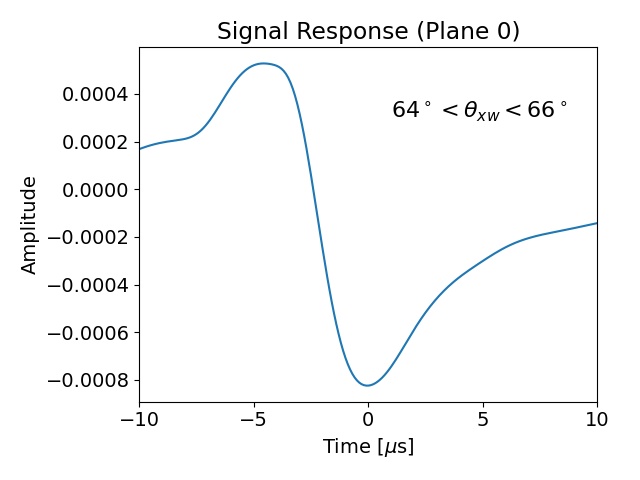 Signal Response (Plane 0)
64° < θxw < 66°
Amplitude
0.0004
0.0002
0.0000
−0.0002
−0.0004
−0.0006
−0.0008
−10 −5 0 5 10
Time [μs]